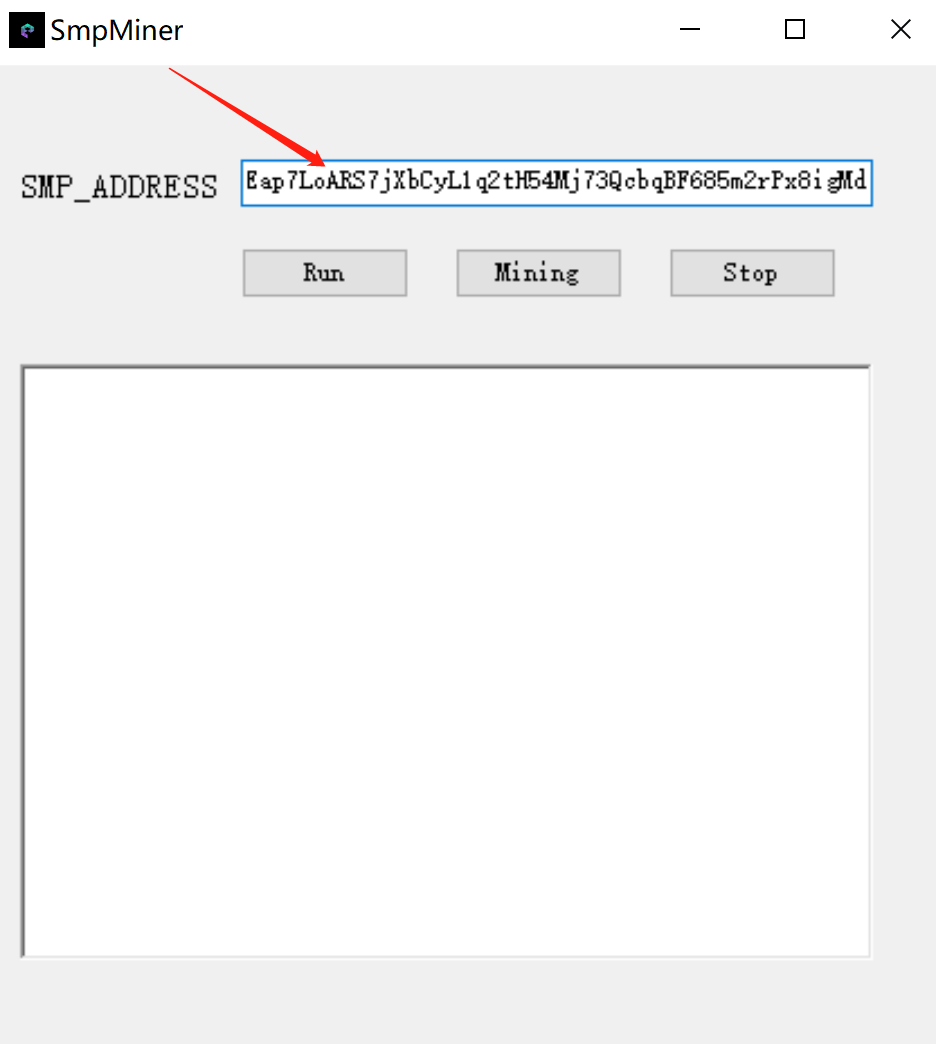 SmpMiner
SMP_ADDRESS Eap7LoARS7jXbCyL1q2tH54Mj73QcbqBF685m2rPx8igMd
Run Mining Stop